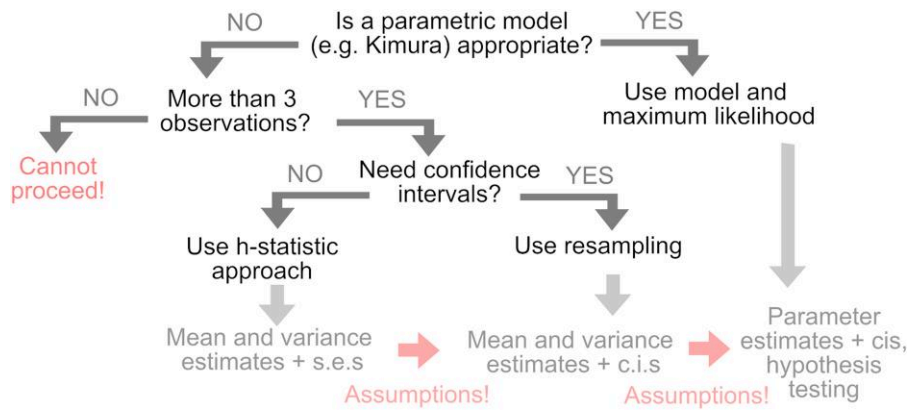 NO
Is a parametric model
(e.g. Kimura) appropriate?
YES
NO
More than 3
observations?
YES
Use model and
maximum likelihood
Cannot
proceed!
NO
Need confidence
intervals?
YES
Use h-statistic
approach
Use resampling
Mean and variance
estimates + s.e.s
Assumptions!
Mean and variance
estimates + c.i.s
Assumptions!
Parameter
estimates + cis,
hypothesis
testing